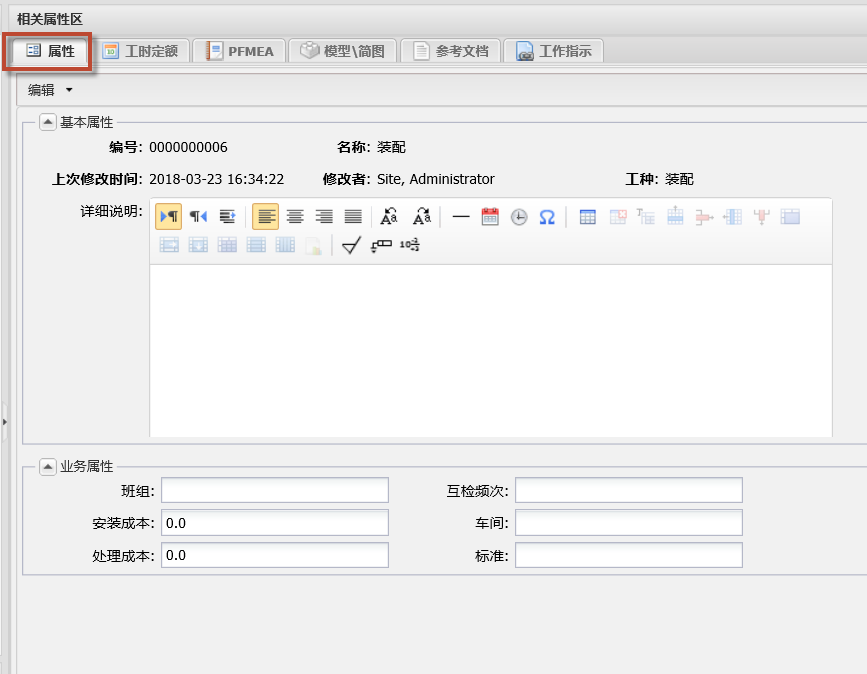 相关属性区
属性 工时定额 PFMEA 模型\简图 参考文档 工作指示
编辑
基本属性
编号: 0000000006 名称: 装配
上次修改时间: 2018-03-23 16:34:22 修改者: Site, Administrator 工种: 装配
详细说明:
业务属性
班组: 互检频次:
安装成本: 0.0 车间:
处理成本: 0.0 标准: